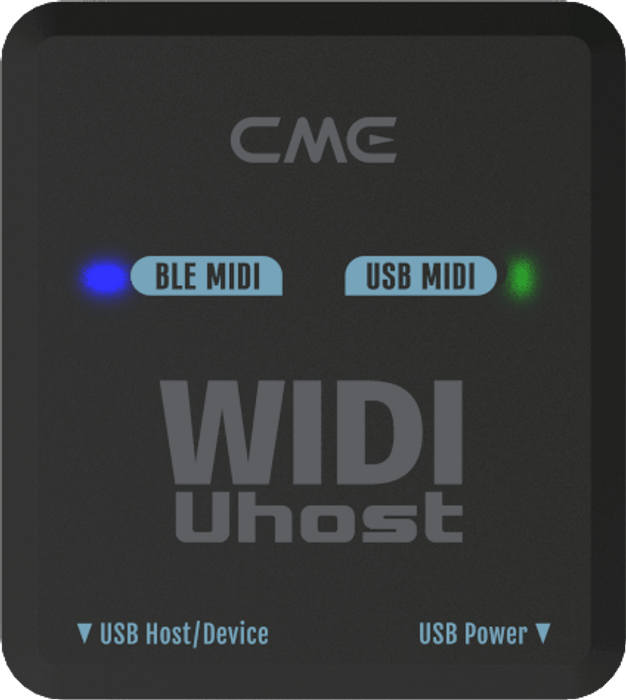 CME
BLE MIDI USB MIDI
WIDI
Uhost
▼ USB Host/Device USB Power ▼